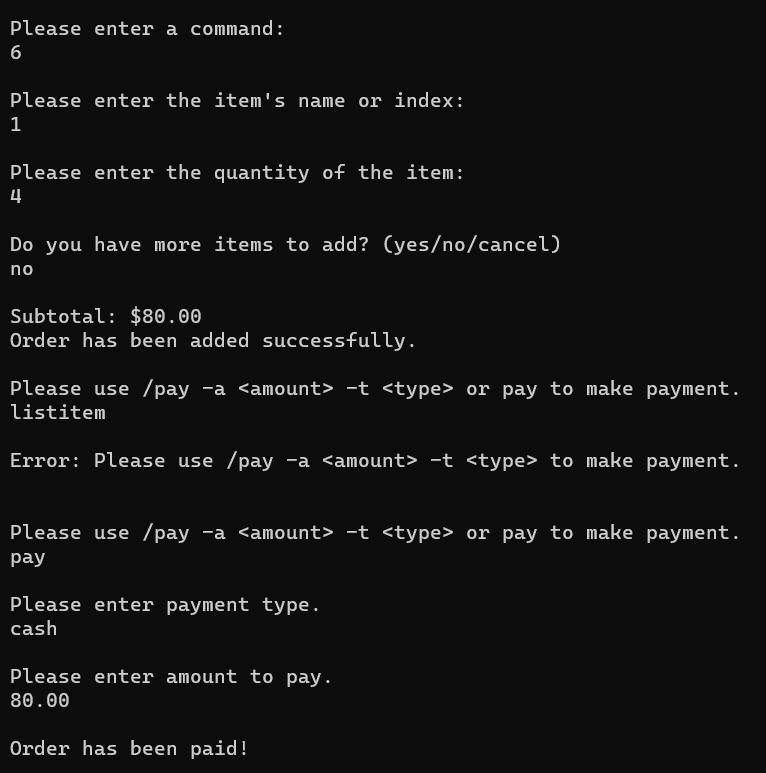 Please enter a command:
6
Please enter the item's name or index:
1
Please enter the quantity of the item:
4
Do you have more items to add? (yes/no/cancel)
no
Subtotal: $80.00
Order has been added successfully.
Please use /pay -a <amount> -t <type> or pay to make payment.
listitem
Error: Please use /pay -a <amount> -t <type> to make payment.
Please use /pay -a <amount> -t <type> or pay to make payment.
pay
Please enter payment type.
cash
Please enter amount to pay.
80.00
Order has been paid!